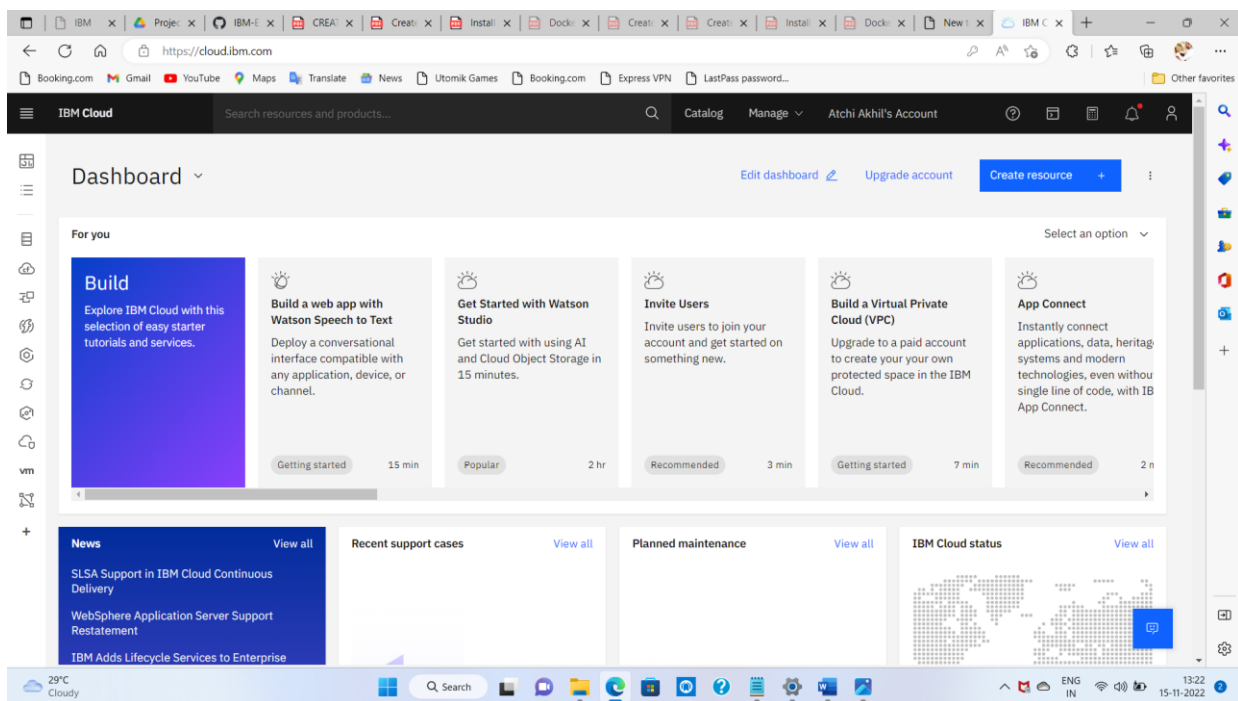 IBM
Projec
IBM-E
CREAT
Create
Install
Docke
Create
Create
Install
Docke
New t
IBM C
https://cloud.ibm.com
Booking.com
Gmail
YouTube
Maps
Translate
News
Utomik Games
Booking.com
Express VPN
LastPass password...
Other favorites
IBM Cloud
Search resources and products...
Catalog
Manage
Atchi Akhil's Account
Dashboard
Edit dashboard
Upgrade account
Create resource +
For you
Select an option
Build
Explore IBM Cloud with this
selection of easy starter
tutorials and services.
Build a web app with
Watson Speech to Text
Deploy a conversational
interface compatible with
any application, device, or
channel.
Getting started
15 min
Get Started with Watson
Studio
Get started with using AI
and Cloud Object Storage in
15 minutes.
Popular
2 hr
Invite Users
Invite users to join your
account and get started on
something new.
Recommended
3 min
Build a Virtual Private
Cloud (VPC)
Upgrade to a paid account
to create your your own
protected space in the IBM
Cloud.
Getting started
7 min
App Connect
Instantly connect
applications, data, heritag
systems and modern
technologies, even withou
single line of code, with IB
App Connect.
Recommended
2 m
vm
News
View all
SLSA Support in IBM Cloud Continuous
Delivery
WebSphere Application Server Support
Restatement
IBM Adds Lifecycle Services to Enterprise
Recent support cases
View all
Planned maintenance
View all
IBM Cloud status
View all
29°C
Cloudy
Search
ENG
IN
13:22
15-11-2022
2